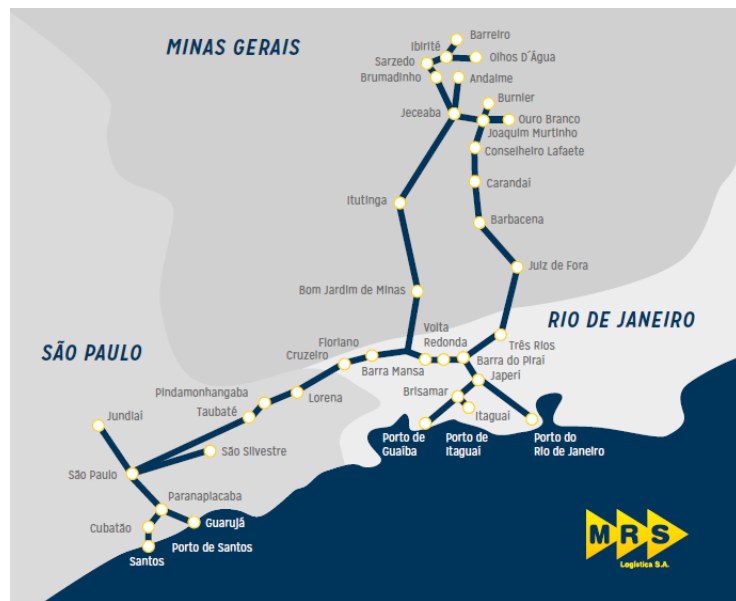 MINAS GERAIS
Barreiro
Ibirité
Olhos D´Água
Sarzedo
Brumadinho
Andaime
Burnier
Jeceaba
Ouro Branco
Joaquim Murtinho
Conselheiro Lafaete
Carandaí
Itutinga
Barbacena
Juiz de Fora
Bom Jardim de Minas
RIO DE JANEIRO
Volta
Redonda
Floriano
Três Rios
SÃO PAULO
Cruzeiro
Barra Mansa
Barra do Piraí
Japeri
Pindamonhangaba
Lorena
Brisamar
Taubaté
Itaguaí
Jundiaí
Porto de
Guaíba
Porto de
Itaguaí
Porto do
Rio de Janeiro
São Silvestre
São Paulo
Paranapiacaba
Cubatão
Guarujá
Santos
Porto de Santos
MRS
Logística S.A.